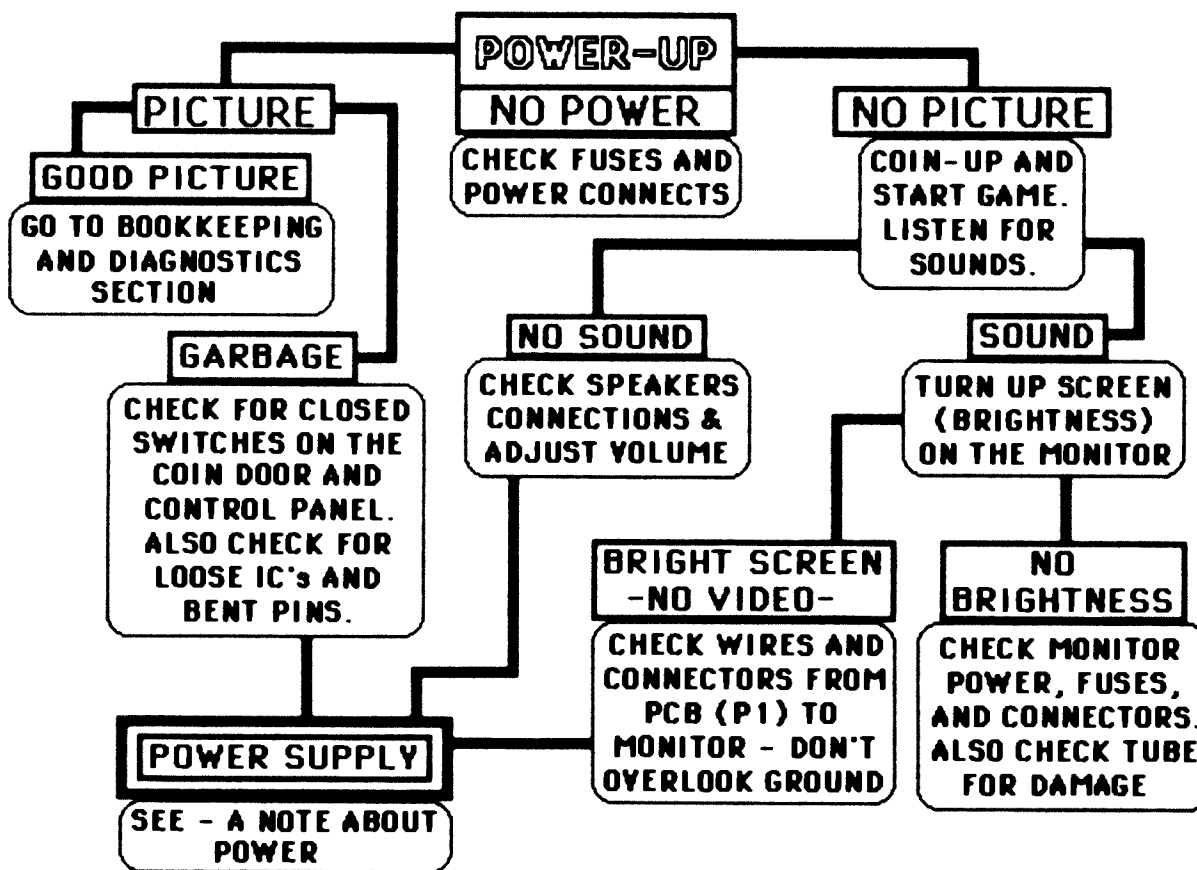 POWER-UP
NO POWER
CHECK FUSES AND
POWER CONNECTS
PICTURE
GOOD PICTURE
GO TO BOOKKEEPING
AND DIAGNOSTICS
SECTION
GARBAGE
CHECK FOR CLOSED
SWITCHES ON THE
COIN DOOR AND
CONTROL PANEL.
ALSO CHECK FOR
LOOSE IC's AND
BENT PINS.
NO PICTURE
COIN-UP AND
START GAME.
LISTEN FOR
SOUNDS.
NO SOUND
CHECK SPEAKERS
CONNECTIONS &
ADJUST VOLUME
SOUND
TURN UP SCREEN
(BRIGHTNESS)
ON THE MONITOR
BRIGHT SCREEN
-NO VIDEO-
CHECK WIRES AND
CONNECTORS FROM
PCB (P1) TO
MONITOR - DON'T
OVERLOOK GROUND
NO
BRIGHTNESS
CHECK MONITOR
POWER, FUSES,
AND CONNECTORS.
ALSO CHECK TUBE
FOR DAMAGE
POWER SUPPLY
SEE - A NOTE ABOUT
POWER